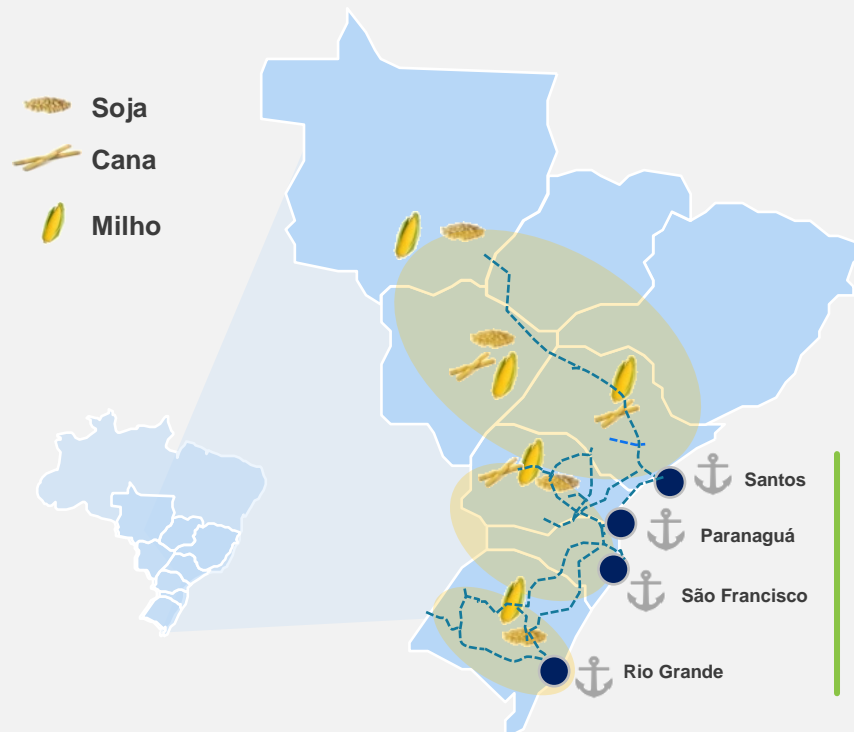 Soja
Cana
Milho
Santos
Paranaguá
São Francisco
Rio Grande